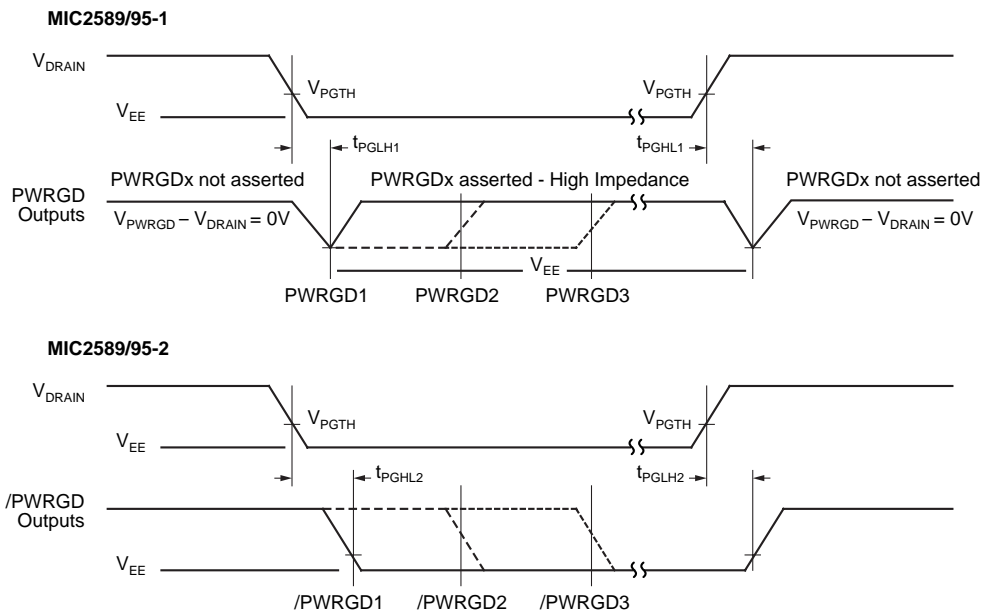 MIC2589/95-1
VDRAIN
VPGTH
VPGTH
VEE
tPGLH1
tPGHL1
PWRGDx not asserted
PWRGDx asserted - High Impedance
PWRGDx not asserted
PWRGD
Outputs
VPWRGD – VDRAIN = 0V
VPWRGD – VDRAIN = 0V
VEE
PWRGD1
PWRGD2
PWRGD3
MIC2589/95-2
VDRAIN
VPGTH
VPGTH
VEE
tPGHL2
tPGLH2
/PWRGD
Outputs
VEE
/PWRGD1
/PWRGD2
/PWRGD3